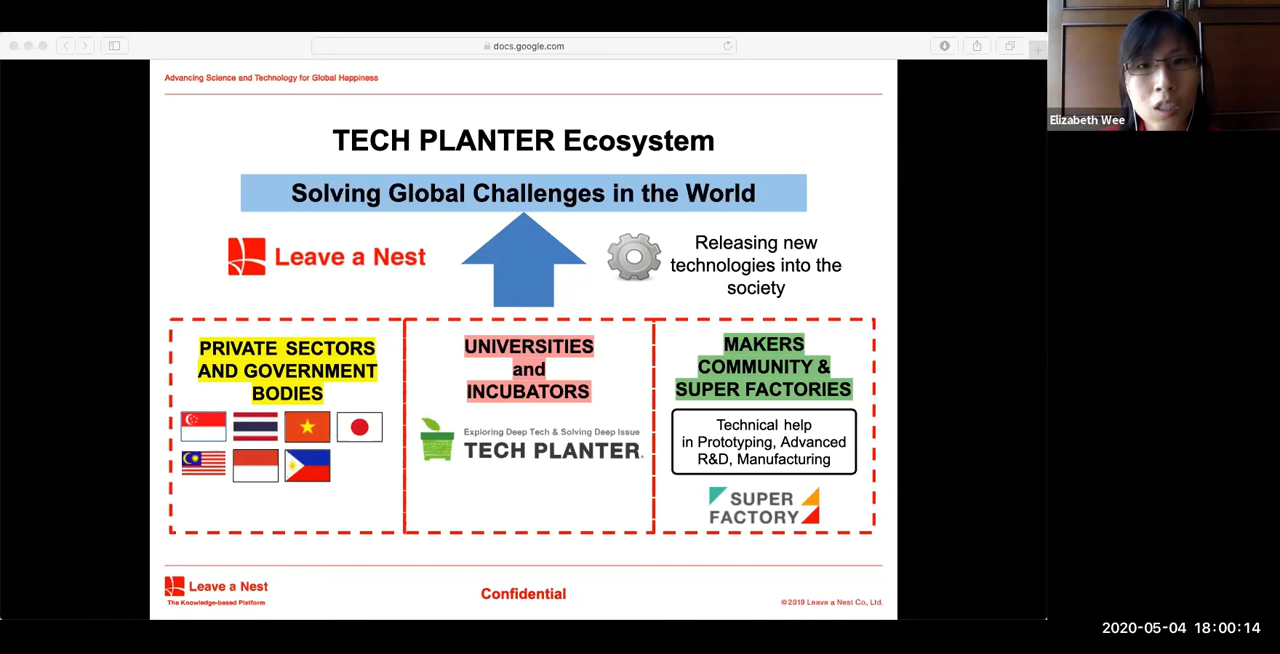 docs.google.com
Elizabeth Wee
Advancing Science and Technology for Global Happiness
TECH PLANTER Ecosystem
Solving Global Challenges in the World
Leave a Nest
Releasing new
technologies into the
society
PRIVATE SECTORS
AND GOVERNMENT
BODIES
UNIVERSITIES
and
INCUBATORS
Exploring Deep Tech & Solving Deep Issue
TECH PLANTER.
MAKERS
COMMUNITY &
SUPER FACTORIES
Technical help
in Prototyping, Advanced
R&D, Manufacturing
SUPER
FACTORY
Leave a Nest
The Knowledge-based Platform
Confidential
©2019 Leave a Nest Co., Ltd.
2020-05-04 18:00:14